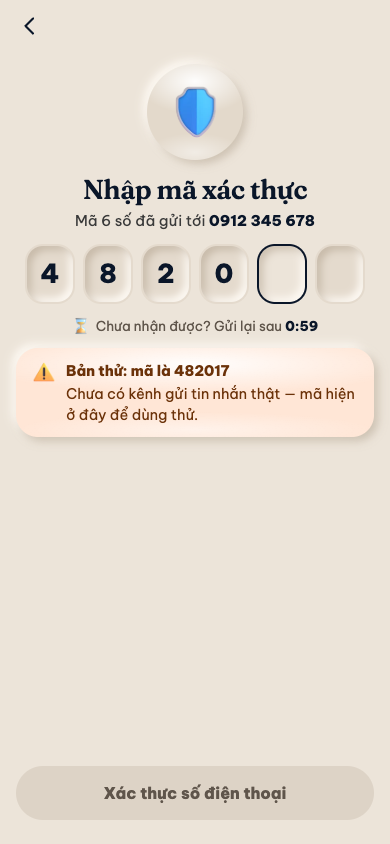 Nhập mã xác thực
Mã 6 số đã gửi tới 0912 345 678
4 8 2 0
Chưa nhận được? Gửi lại sau 0:59
Bản thử: mã là 482017
Chưa có kênh gửi tin nhắn thật — mã hiện
ở đây để dùng thử.
Xác thực số điện thoại